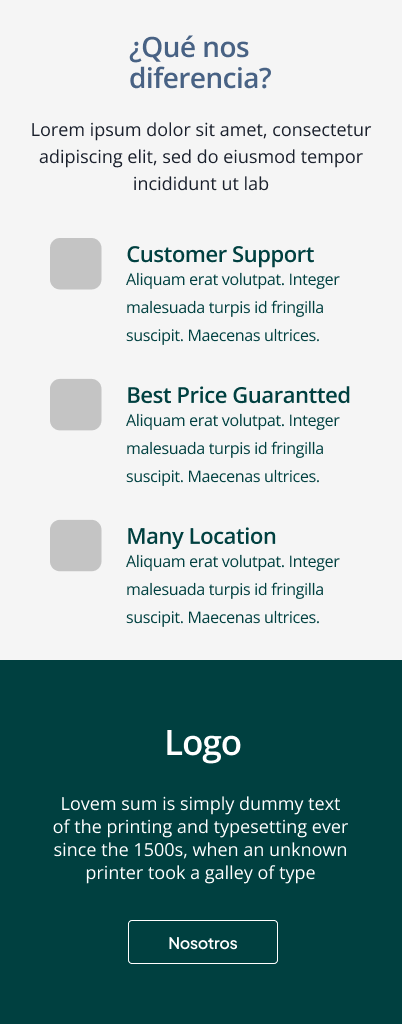 ¿Qué nos
diferencia?
Lorem ipsum dolor sit amet, consectetur
adipiscing elit, sed do eiusmod tempor
incididunt ut lab
Customer Support
Aliquam erat volutpat. Integer
malesuada turpis id fringilla
suscipit. Maecenas ultrices.
Best Price Guarantted
Aliquam erat volutpat. Integer
malesuada turpis id fringilla
suscipit. Maecenas ultrices.
Many Location
Aliquam erat volutpat. Integer
malesuada turpis id fringilla
suscipit. Maecenas ultrices.
Logo
Lovem sum is simply dummy text
of the printing and typesetting ever
since the 1500s, when an unknown
printer took a galley of type
Nosotros